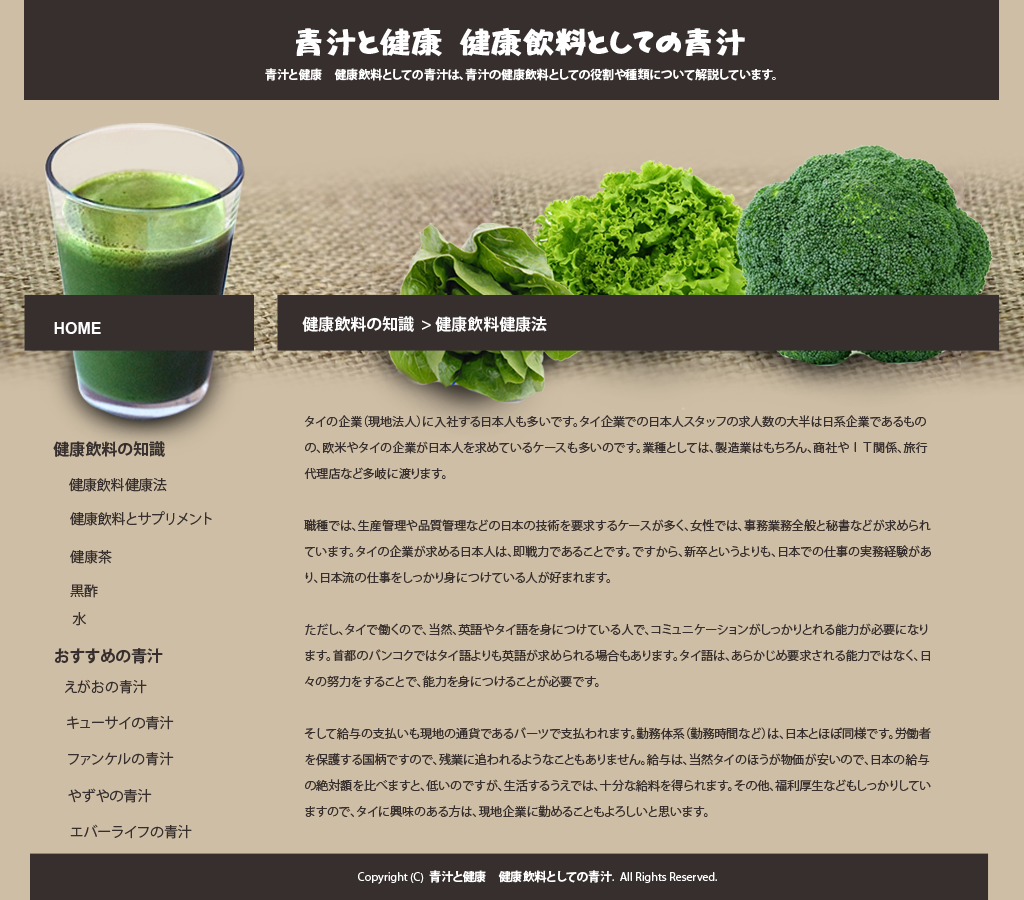 青汁と健康 健康飲料としての青汁
青汁と健康　健康飲料としての青汁は、青汁の健康飲料としての役割や種類について解説しています。
HOME
健康飲料の知識 ＞健康飲料健康法
健康飲料の知識
健康飲料健康法
健康飲料とサプリメント
健康茶
黒酢
水
おすすめの青汁
えがおの青汁
キューサイの青汁
ファンケルの青汁
やずやの青汁
エバーライフの青汁
タイの企業（現地法人）に入社する日本人も多いです。タイ企業での日本人スタッフの求人数の大半は日系企業であるもの
の、欧米やタイの企業が日本人を求めているケースも多いのです。業種としては、製造業はもちろん、商社やＩＴ関係、旅行
代理店など多岐に渡ります。
職種では、生産管理や品質管理などの日本の技術を要求するケースが多く、女性では、事務業務全般と秘書などが求められ
ています。タイの企業が求める日本人は、即戦力であることです。ですから、新卒というよりも、日本での仕事の実務経験があ
り、日本流の仕事をしっかり身につけている人が好まれます。
ただし、タイで働くので、当然、英語やタイ語を身につけている人で、コミュニケーションがしっかりとれる能力が必要になり
ます。首都のバンコクではタイ語よりも英語が求められる場合もあります。タイ語は、あらかじめ要求される能力ではなく、日
々の努力をすることで、能力を身につけることが必要です。
そして給与の支払いも現地の通貨であるバーツで支払われます。勤務体系（勤務時間など）は、日本とほぼ同様です。労働者
を保護する国柄ですので、残業に追われるようなこともありません。給与は、当然タイのほうが物価が安いので、日本の給与
の絶対額を比べますと、低いのですが、生活するうえでは、十分な給料を得られます。その他、福利厚生などもしっかりしてい
ますので、タイに興味のある方は、現地企業に勤めることもよろしいと思います。
Copyright (C) 青汁と健康　健康飲料としての青汁. All Rights Reserved.